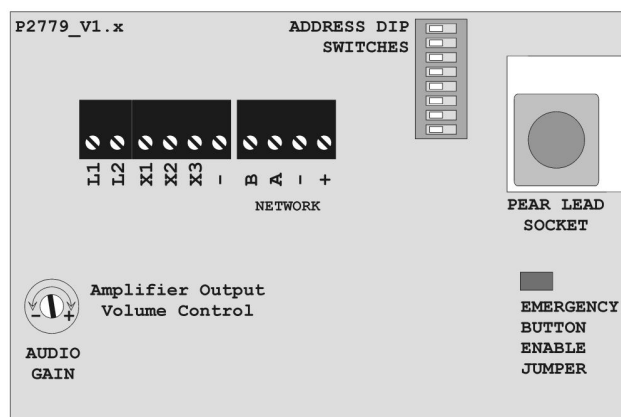 P2779_V1.x
ADDRESS DIP
SWITCHES
L1 L2 X1 X2 X3 - B A - +
NETWORK
PEAR LEAD
SOCKET
Amplifier Output
Volume Control
- +
AUDIO
GAIN
EMERGENCY
BUTTON
ENABLE
JUMPER